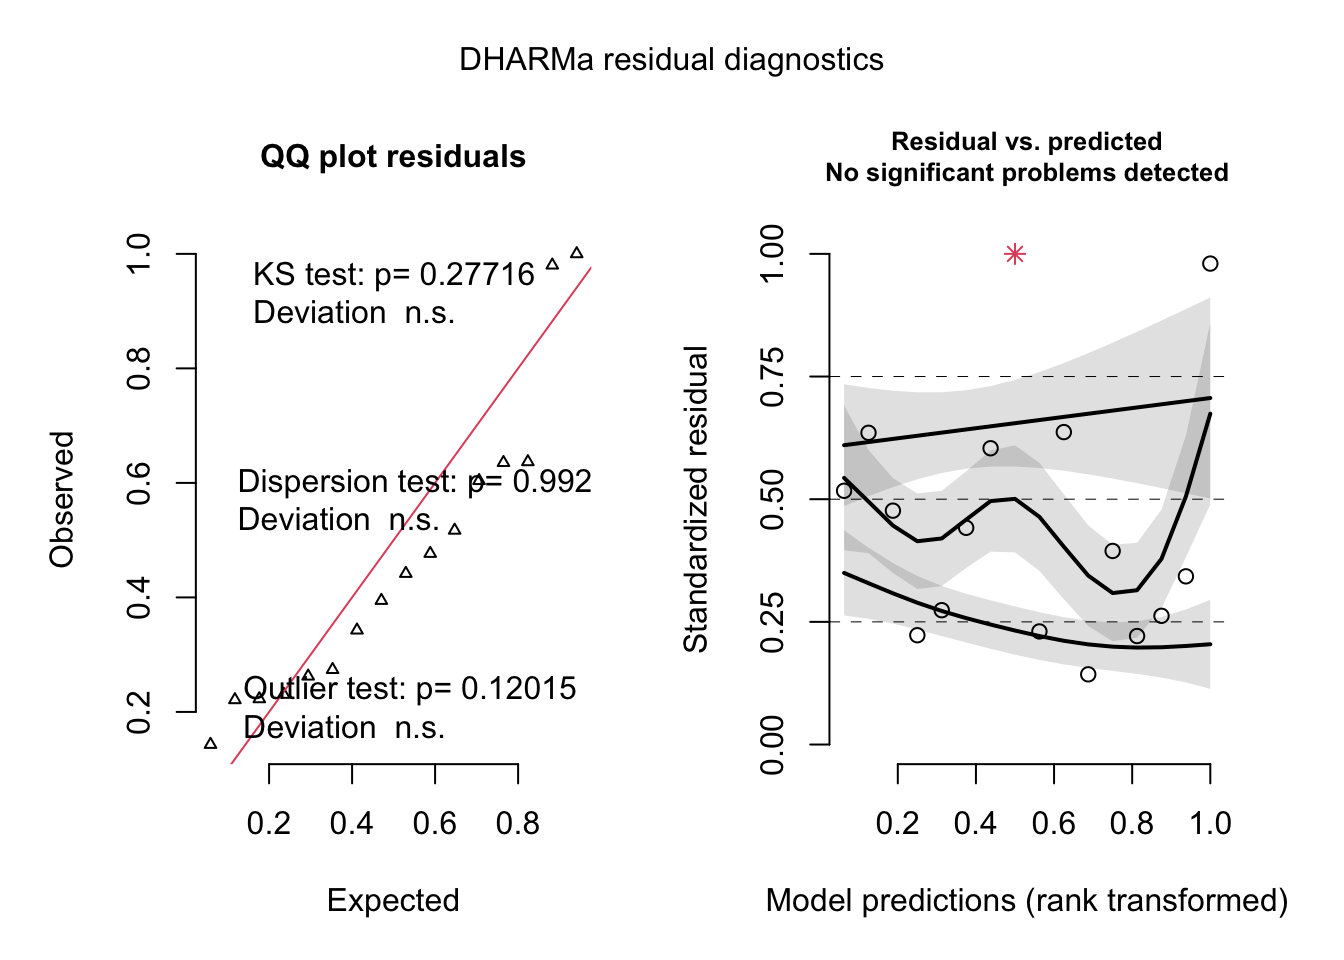 DHARMa residual diagnostics
QQ plot residuals
KS test: p= 0.27716
Deviation  n.s.
Dispersion test: p= 0.992
Deviation  n.s.
Outlier test: p= 0.12015
Deviation  n.s.
Observed
1.0
0.8
0.6
0.4
0.2
0.2 0.4 0.6 0.8
Expected
Residual vs. predicted
No significant problems detected
Standardized residual
1.00
0.75
0.50
0.25
0.00
0.2 0.4 0.6 0.8 1.0
Model predictions (rank transformed)